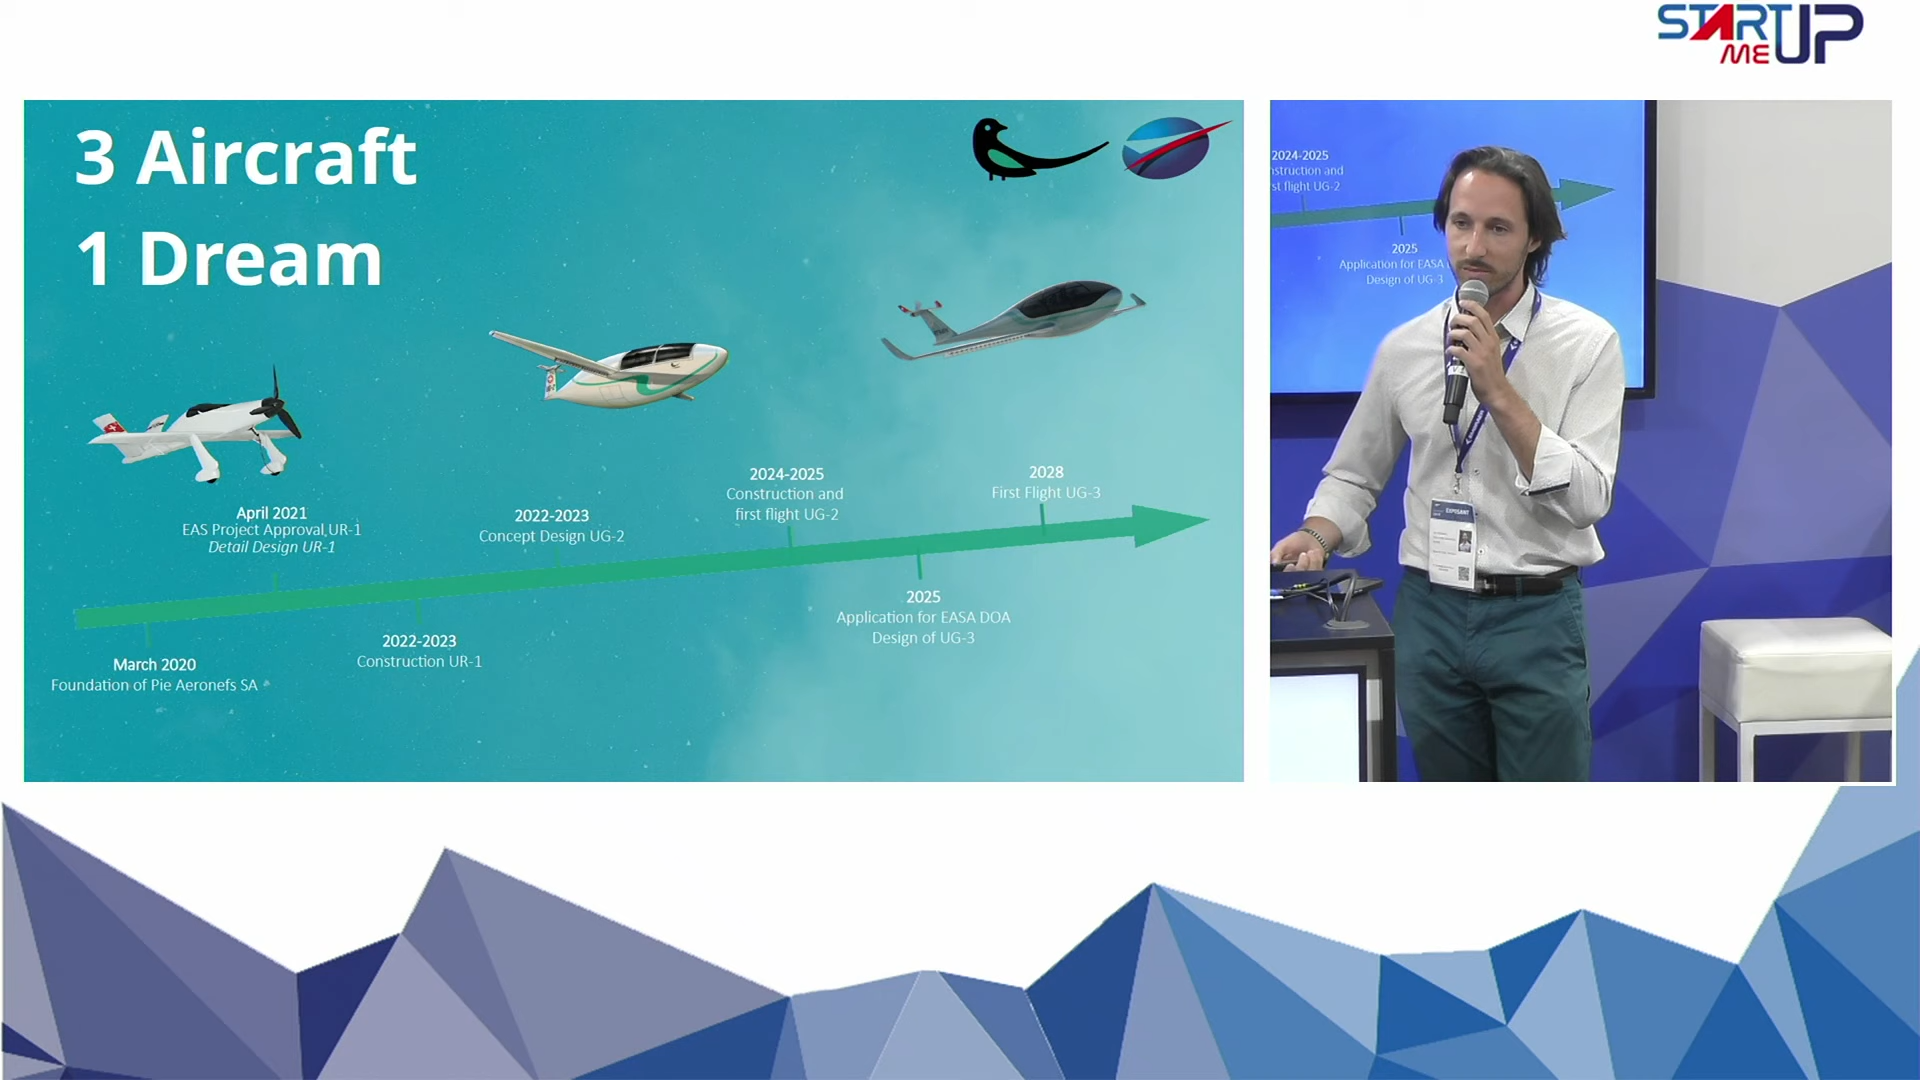 START
ME UP
3 Aircraft
1 Dream
April 2021
EAS Project Approval UR-1
Detail Design UR-1
2022-2023
Concept Design UG-2
2024-2025
Construction and
first flight UG-2
2028
First Flight UG-3
March 2020
Foundation of Pie Aeronefs SA
2022-2023
Construction UR-1
2025
Application for EASA DOA
Design of UG-3
2024-2025
nstruction and
st flight UG-2
2025
Application for EASA
Design of UG-3
EXPOSANT